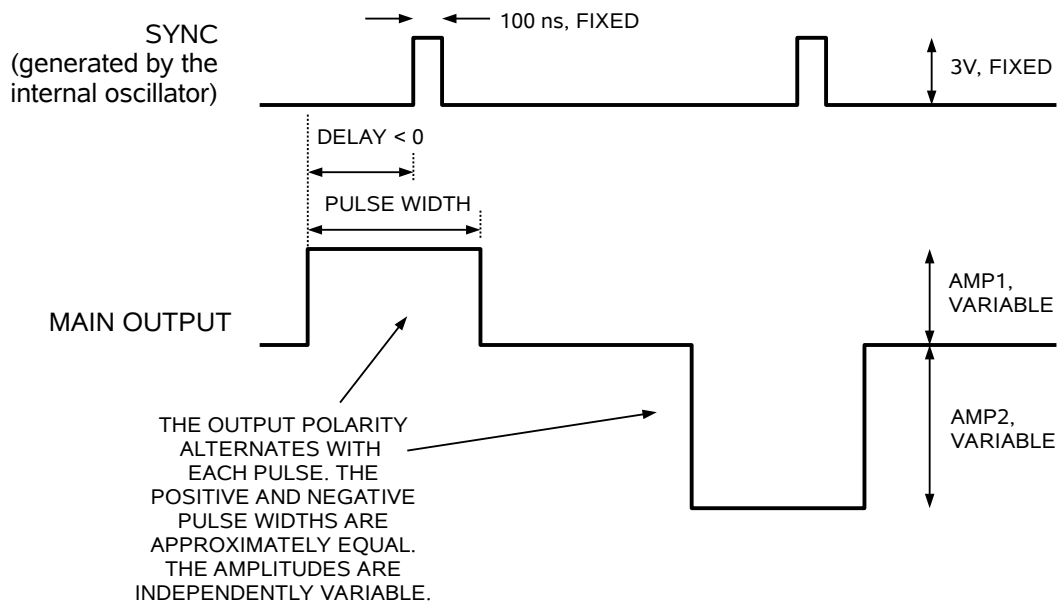 SYNC
(generated by the
internal oscillator)
100 ns, FIXED
3V, FIXED
DELAY < 0
PULSE WIDTH
MAIN OUTPUT
AMP1,
VARIABLE
AMP2,
VARIABLE
THE OUTPUT POLARITY
ALTERNATES WITH
EACH PULSE. THE
POSITIVE AND NEGATIVE
PULSE WIDTHS ARE
APPROXIMATELY EQUAL.
THE AMPLITUDES ARE
INDEPENDENTLY VARIABLE.